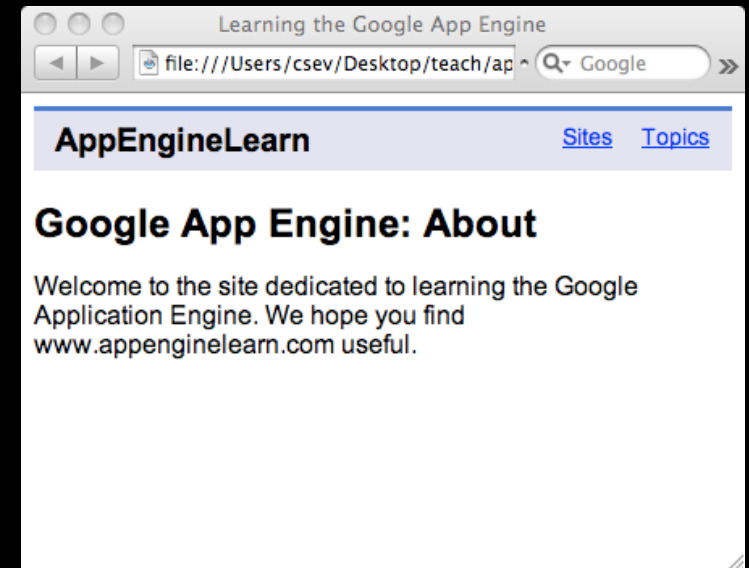 Learning the Google App Engine
file:///Users/csev/Desktop/teach/ap
Google
AppEngineLearn
Sites Topics
Google App Engine: About
Welcome to the site dedicated to learning the Google
Application Engine. We hope you find
www.appenginelearn.com useful.